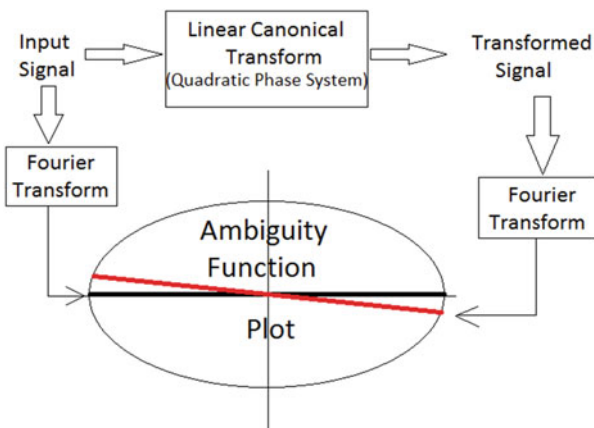 Input
Signal
Linear Canonical
Transform
(Quadratic Phase System)
Transformed
Signal
Fourier
Transform
Fourier
Transform
Ambiguity
Function
Plot